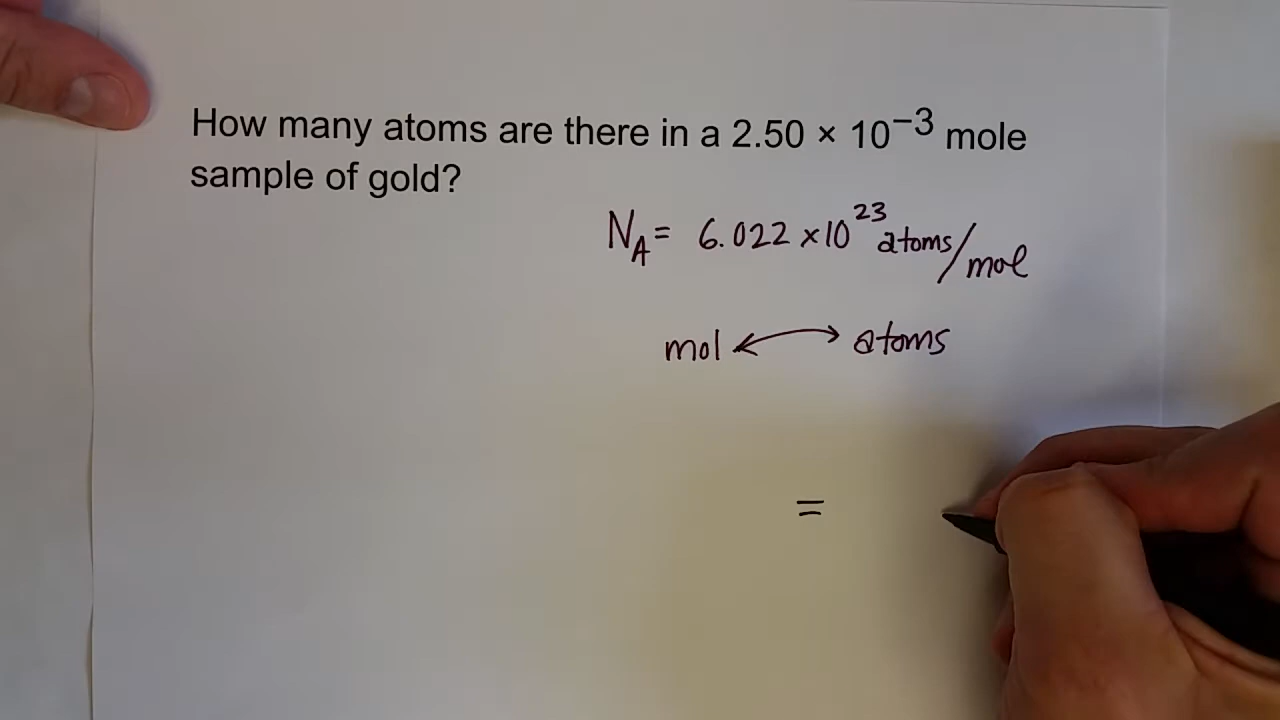 How many atoms are there in a 2.50 × 10⁻³ mole
sample of gold?
N_A = 6.022 × 10²³ atoms/mol
mol ↔ atoms
=